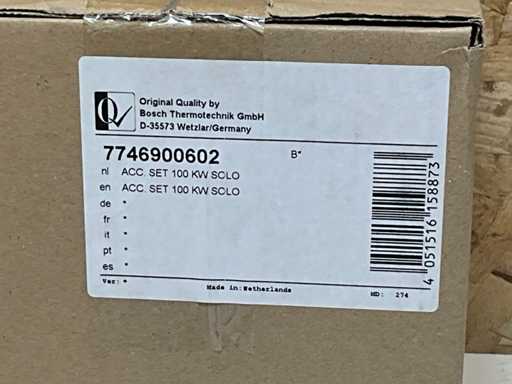 Original Quality by
Bosch Thermotechnik GmbH
D-35573 Wetzlar/Germany
7746900602 B*
nl ACC. SET 100 KW SCLO
en ACC. SET 100 KW SCLO
de *
fr *
it *
pt *
es *
Ver: * Made in: Netherlands MD: 274
4 051516 158873